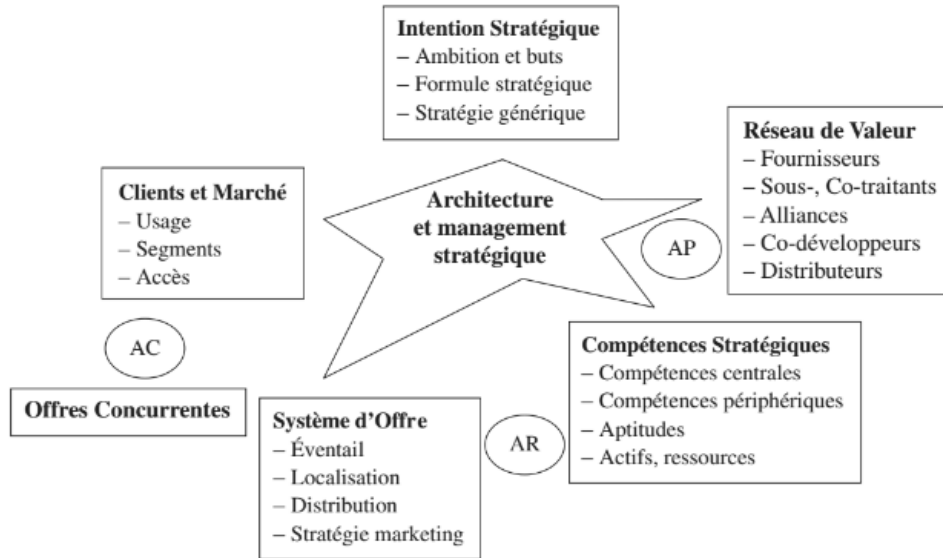 Intention Stratégique
– Ambition et buts
– Formule stratégique
– Stratégie générique
Réseau de Valeur
– Fournisseurs
– Sous-, Co-traitants
– Alliances
– Co-développeurs
– Distributeurs
Clients et Marché
– Usage
– Segments
– Accès
Architecture
et management
stratégique
AP
AC
Offres Concurrentes
Système d'Offre
– Éventail
– Localisation
– Distribution
– Stratégie marketing
AR
Compétences Stratégiques
– Compétences centrales
– Compétences périphériques
– Aptitudes
– Actifs, ressources